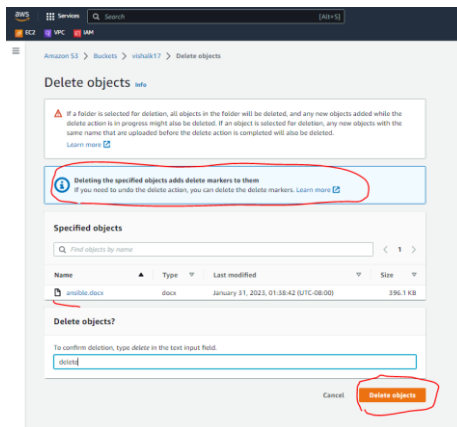 aws
Services
Search
[Alt+S]
EC2
VPC
IAM
Amazon S3 > Buckets > vishalk17 > Delete objects
Delete objects Info
If a folder is selected for deletion, all objects in the folder will be deleted, and any new objects added while the
delete action is in progress might also be deleted. If an object is selected for deletion, any new objects with the
same name that are uploaded before the delete action is completed will also be deleted.
Learn more
Deleting the specified objects adds delete markers to them
If you need to undo the delete action, you can delete the delete markers. Learn more
Specified objects
Find objects by name
< 1 >
Name Type Last modified Size
ansible.docx docx January 31, 2023, 01:38:42 (UTC-08:00) 396.1 KB
Delete objects?
To confirm deletion, type delete in the text input field.
delete
Cancel
Delete objects